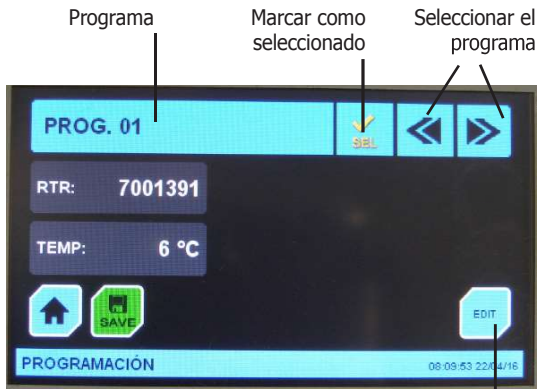 Programa
Marcar como
seleccionado
Seleccionar el
programa
PROG. 01
SEL
RTR: 7001391
TEMP: 6 ºC
SAVE
EDIT
PROGRAMACIÓN
08:09:53 22/04/16